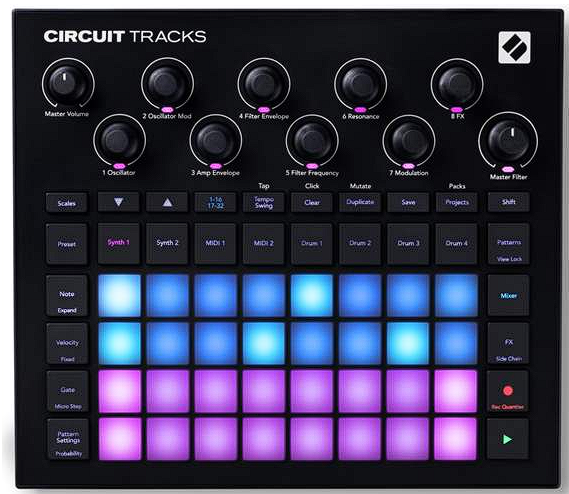 CIRCUIT TRACKS
Master Volume
2 Oscillator Mod
4 Filter Envelope
6 Resonance
8 FX
1 Oscillator
3 Amp Envelope
5 Filter Frequency
7 Modulation
Master Filter
Tap
Click
Mutate
Packs
Scales
▼
▲
1-16
17-32
Tempo
Swing
Clear
Duplicate
Save
Projects
Shift
Preset
Synth 1
Synth 2
MIDI 1
MIDI 2
Drum 1
Drum 2
Drum 3
Drum 4
Patterns
View Lock
Note
Expand
Mixer
Velocity
Fixed
FX
Side Chain
Gate
Micro Step
Rec Quantise
Pattern
Settings
Probability